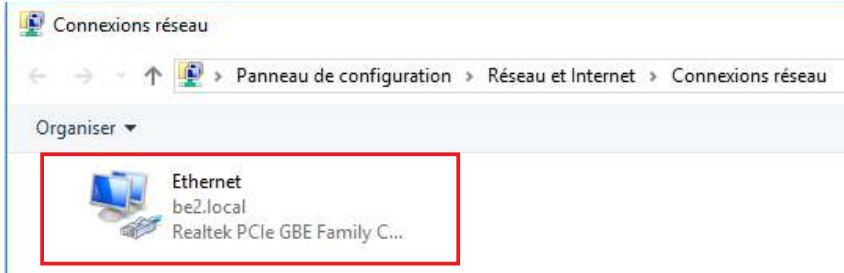 Connexions réseau
Panneau de configuration > Réseau et Internet > Connexions réseau
Organiser
Ethernet
be2.local
Realtek PCIe GBE Family C...